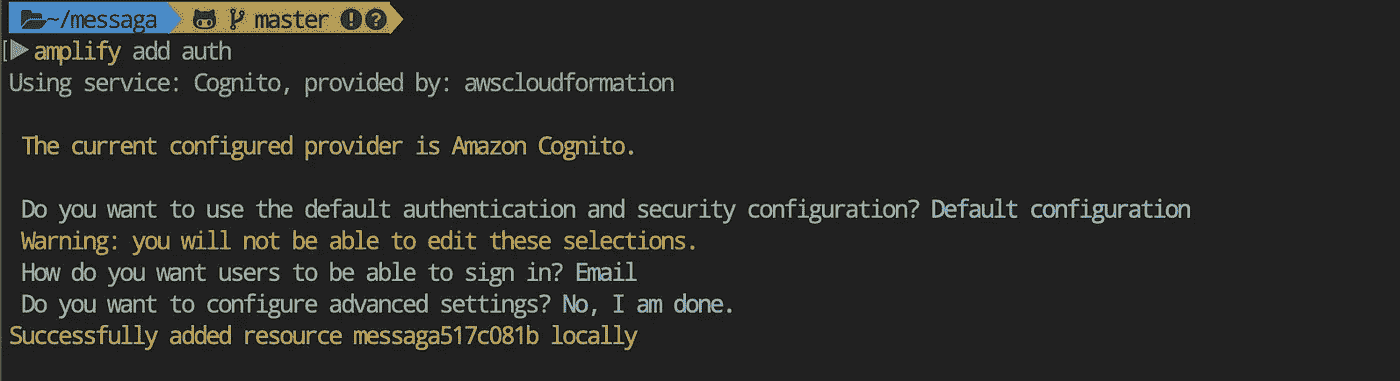 ~/messaga master
amplify add auth
Using service: Cognito, provided by: awscloudformation
The current configured provider is Amazon Cognito.
Do you want to use the default authentication and security configuration? Default configuration
Warning: you will not be able to edit these selections.
How do you want users to be able to sign in? Email
Do you want to configure advanced settings? No, I am done.
Successfully added resource messaga517c081b locally